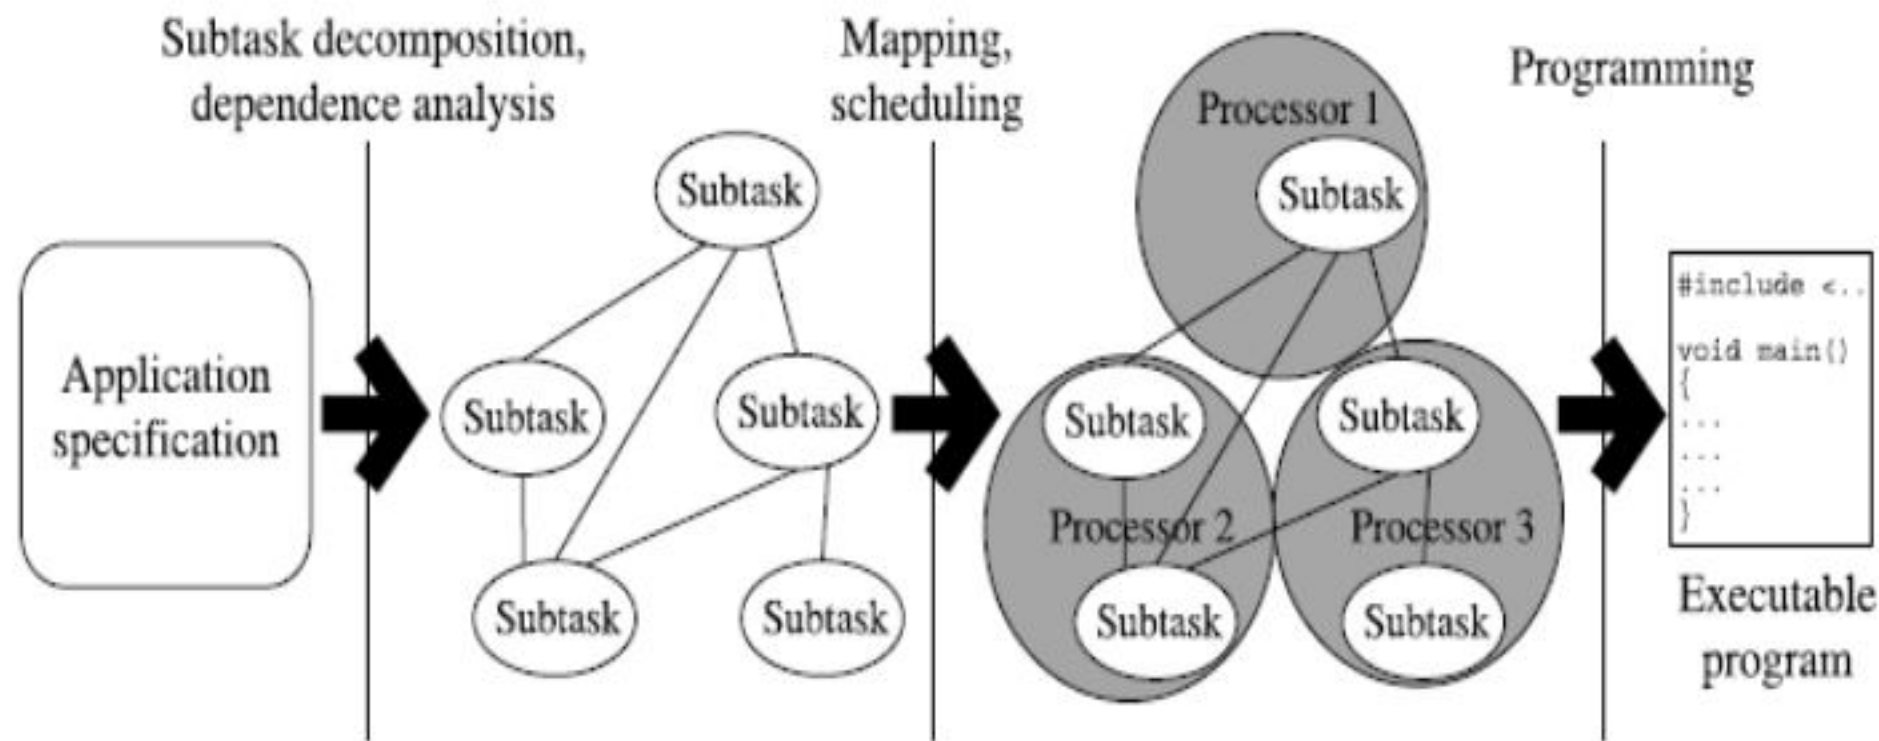 Subtask decomposition,
dependence analysis
Mapping,
scheduling
Programming
Application
specification
Subtask
Subtask
Subtask
Subtask
Subtask
Processor 1
Subtask
Subtask
Subtask
Processor 2
Processor 3
Subtask
Subtask
#include <..
void main()
{
...
...
...
}
Executable
program